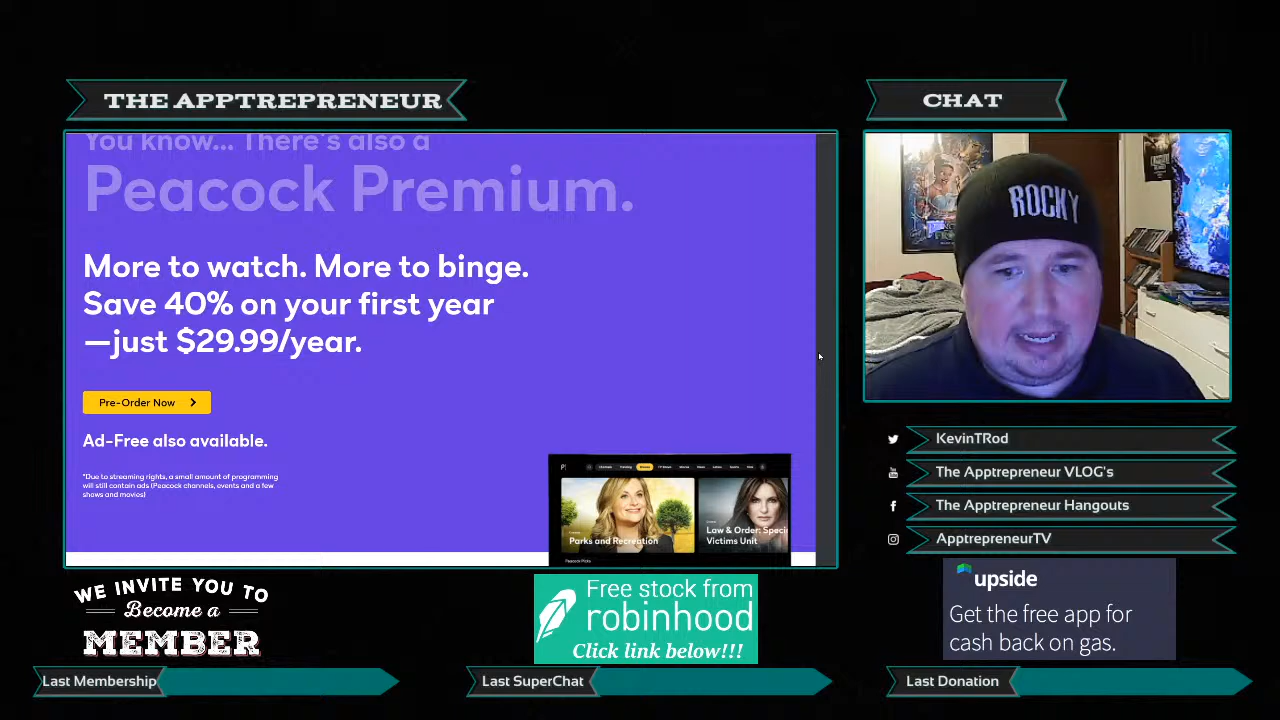 THE APPTREPRENEUR
CHAT
You know... There's also a
Peacock Premium.
More to watch. More to binge.
Save 40% on your first year
—just $29.99/year.
Pre-Order Now
Ad-Free also available.
*Due to streaming rights, a small amount of programming
will still contain ads (Peacock channels, events and a few
shows and movies)
Parks and Recreation
Law & Order: Speci
Victims Unit
Peacock Picks
ROCKY
KevinTRod
The Apptrepreneur VLOG's
The Apptrepreneur Hangouts
ApptrepreneurTV
WE INVITE YOU TO
Become a
MEMBER
Free stock from
robinhood
Click link below!!!
upside
Get the free app for
cash back on gas.
Last Membership
Last SuperChat
Last Donation